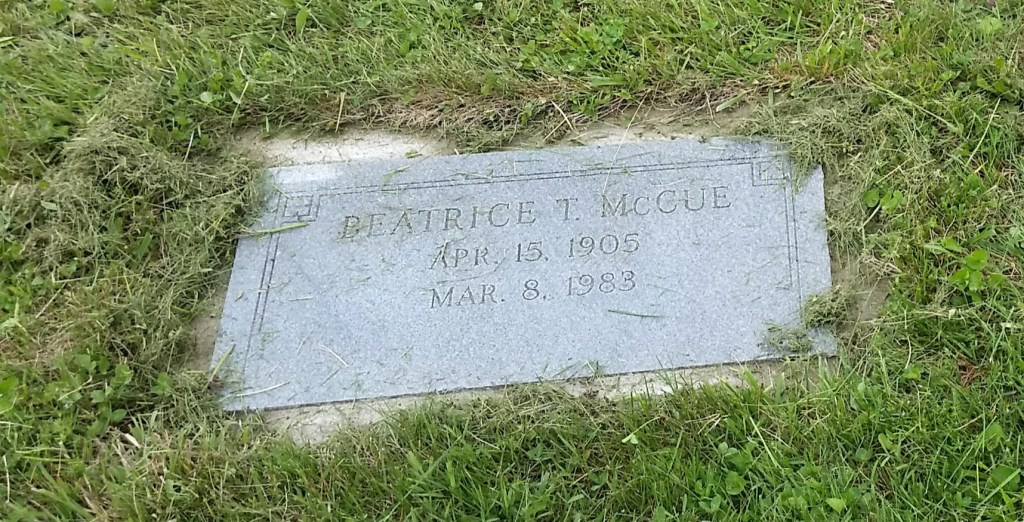 BEATRICE T. McCUE
APR. 15, 1905
MAR. 8, 1983